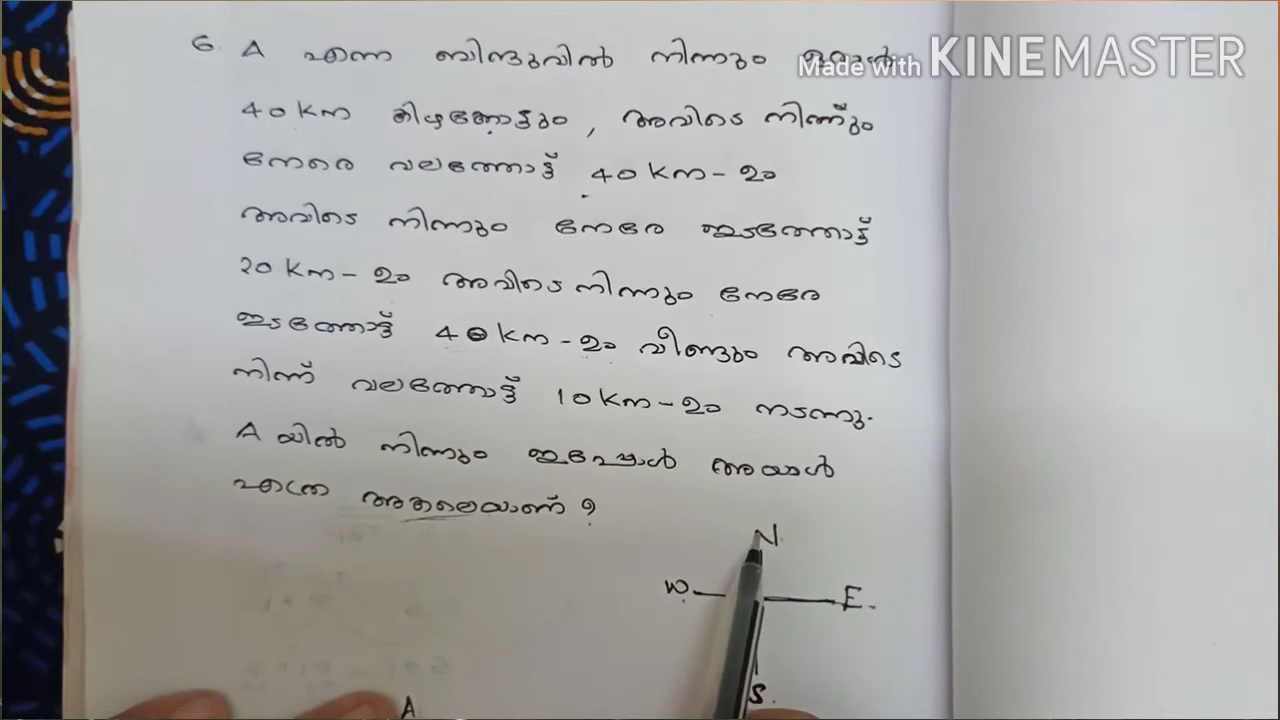 6. A എന്ന ബിന്ദുവിൽ നിന്നും ഒരാൾ
Made with KINEMASTER
40 Km കിഴക്കോട്ടും, അവിടെ നിന്നും
നേരെ വലത്തോട്ട് 40 Km - ഉം
അവിടെ നിന്നും നേരേ ഇടത്തോട്ട്
20 Km - ഉം അവിടെ നിന്നും നേരേ
ഇടത്തോട്ട് 40 Km - ഉം വീണ്ടും അവിടെ
നിന്ന് വലത്തോട്ട് 10 Km - ഉം നടന്നു.
A യിൽ നിന്നും ഇപ്പോൾ അയാൾ
എത്ര അകലെയാണ് ?
N
W E.
S.
A